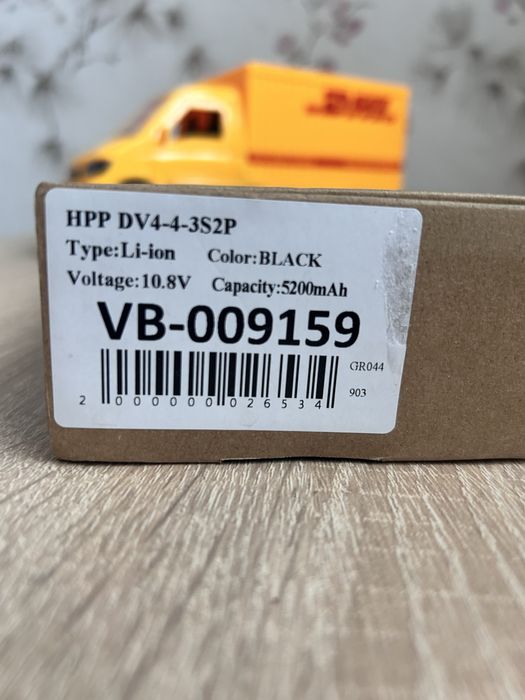 HPP DV4-4-3S2P
Type:Li-ion Color:BLACK
Voltage:10.8V Capacity:5200mAh
VB-009159
GR044
903
2 000000 026534